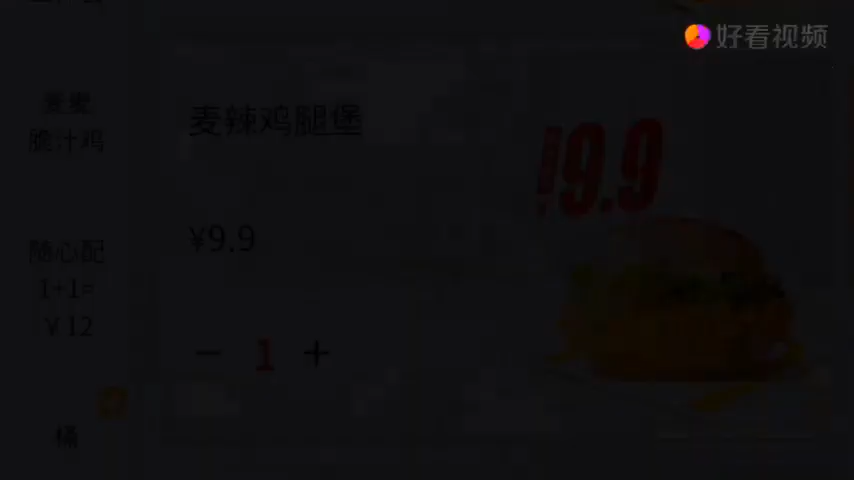 好看视频
麦麦
脆汁鸡
麦辣鸡腿堡
¥9.9
¥9.9
随心配
1+1=
¥12
− 1 +
桶